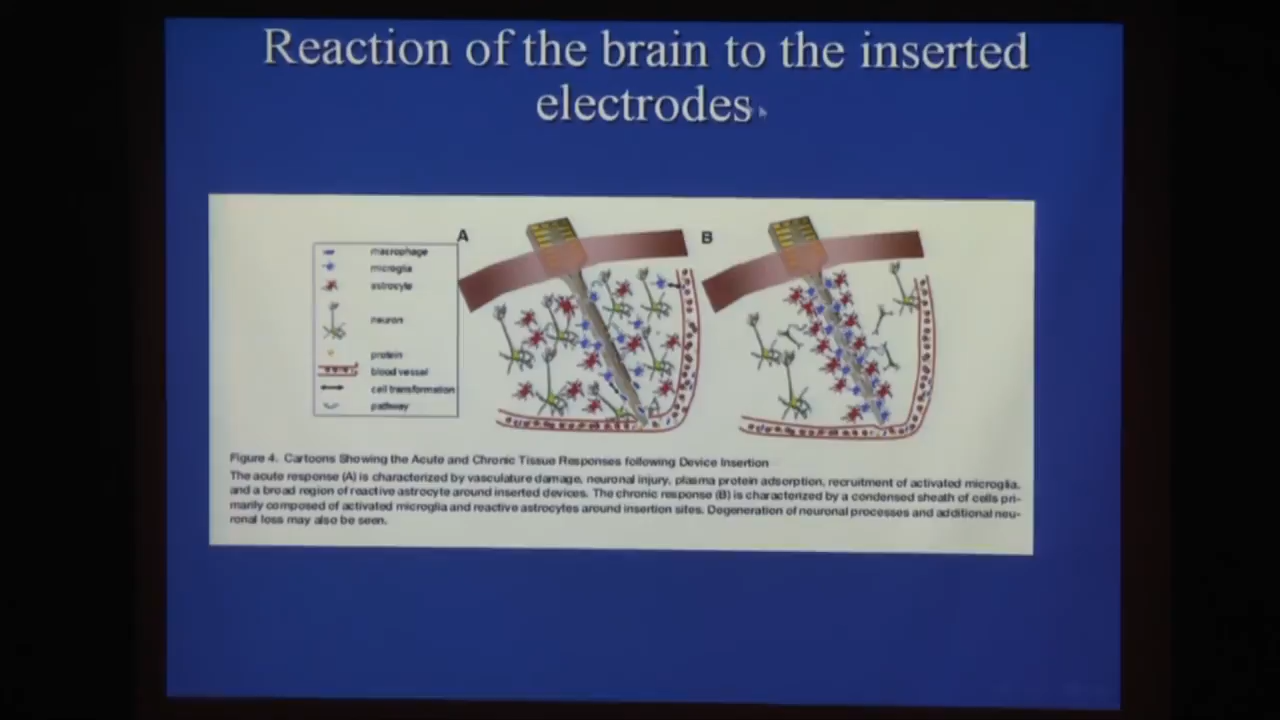 Reaction of the brain to the inserted
electrodes
A
B
macrophage
microglia
astrocyte
neuron
protein
blood vessel
cell transformation
pathway
Figure 4. Cartoons Showing the Acute and Chronic Tissue Responses following Device Insertion
The acute response (A) is characterized by vasculature damage, neuronal injury, plasma protein adsorption, recruitment of activated microglia,
and a broad region of reactive astrocyte around inserted devices. The chronic response (B) is characterized by a condensed sheath of cells pri-
marily composed of activated microglia and reactive astrocytes around insertion sites. Degeneration of neuronal processes and additional neu-
ronal loss may also be seen.